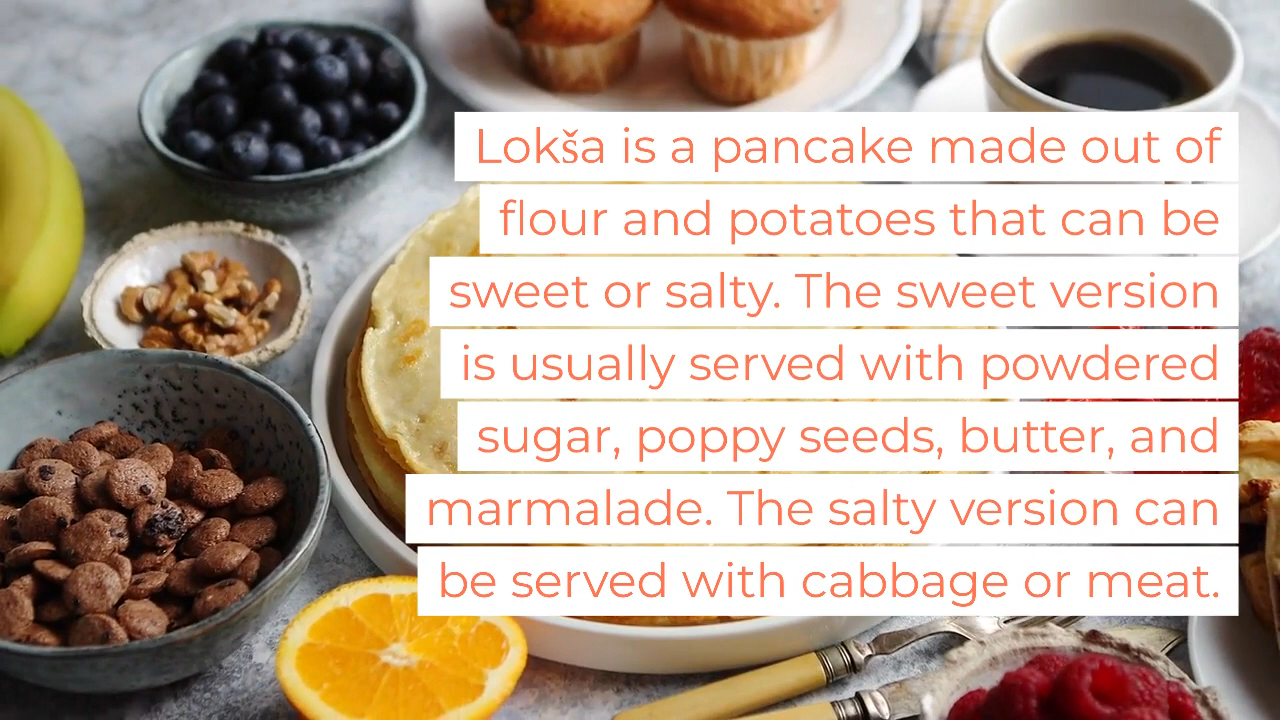 Lokša is a pancake made out of
flour and potatoes that can be
sweet or salty. The sweet version
is usually served with powdered
sugar, poppy seeds, butter, and
marmalade. The salty version can
be served with cabbage or meat.